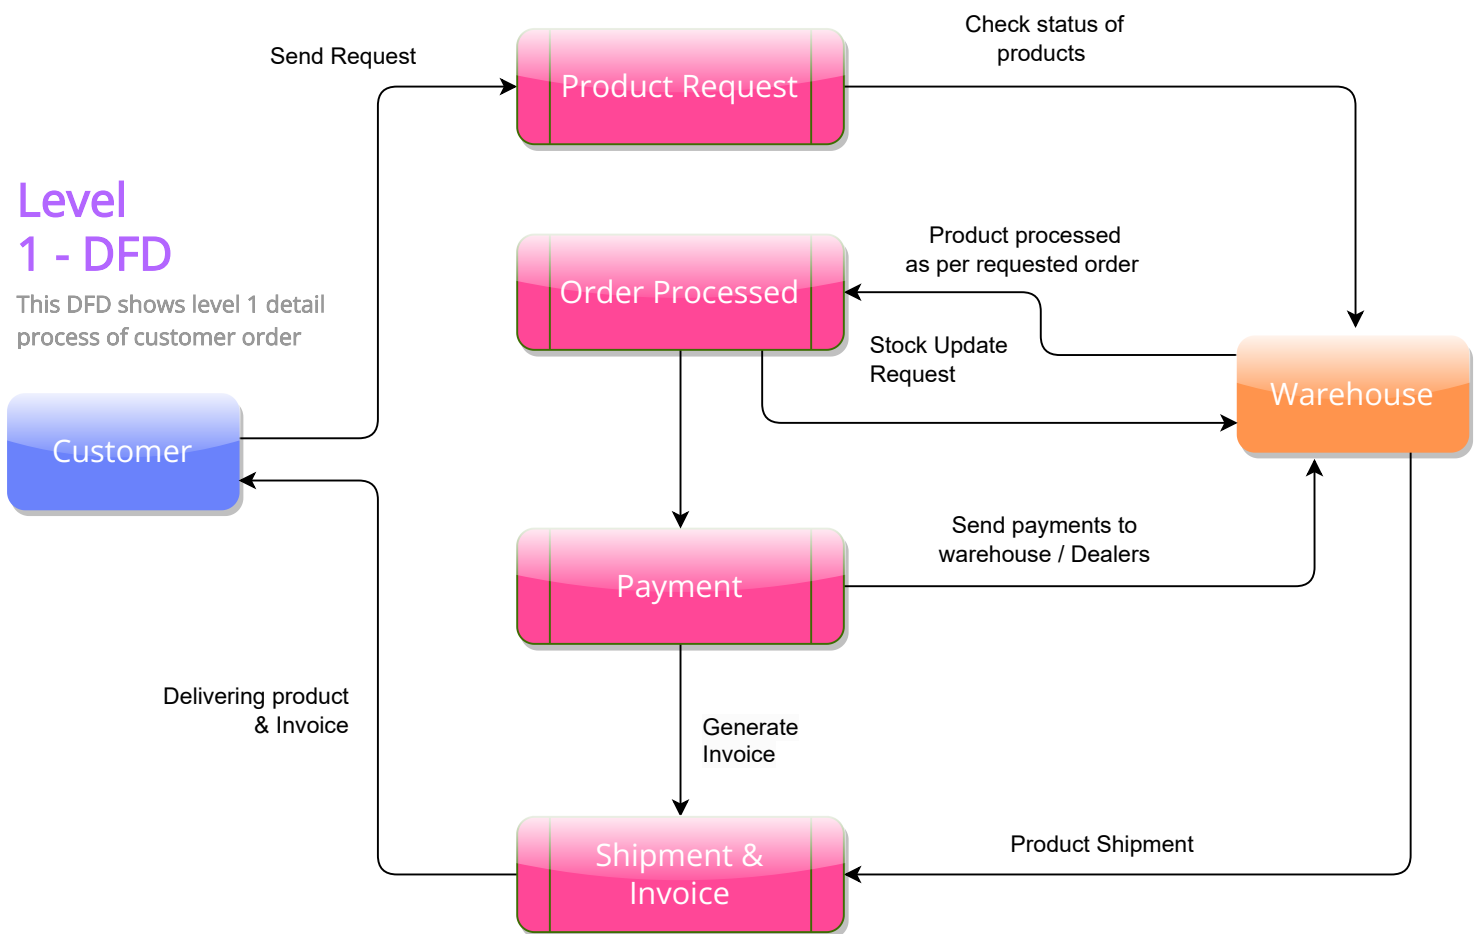 Send Request
Product Request
Check status of
products
Level
1 - DFD
This DFD shows level 1 detail
process of customer order
Order Processed
Product processed
as per requested order
Stock Update
Request
Warehouse
Customer
Payment
Send payments to
warehouse / Dealers
Delivering product
& Invoice
Generate
Invoice
Shipment &
Invoice
Product Shipment